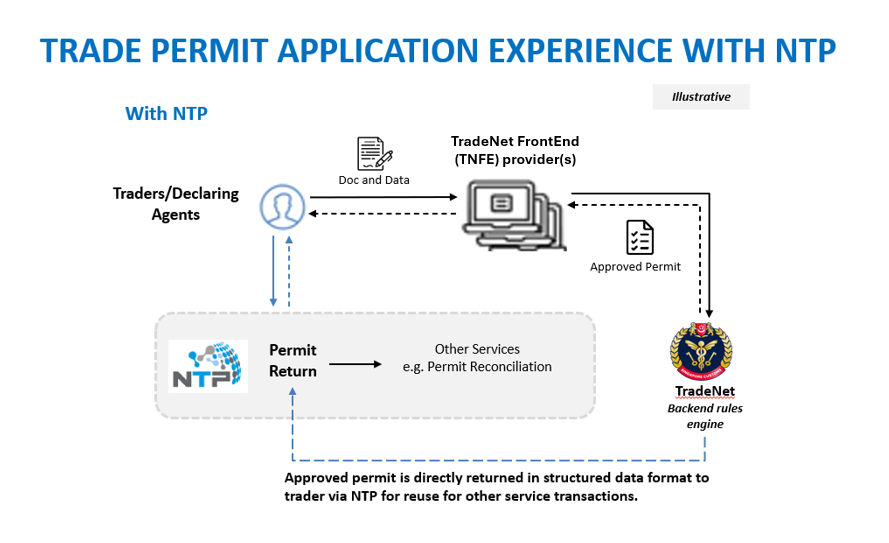 TRADE PERMIT APPLICATION EXPERIENCE WITH NTP
Illustrative
With NTP
TradeNet FrontEnd
(TNFE) provider(s)
Doc and Data
Traders/Declaring
Agents
Approved Permit
NTP
Permit
Return
Other Services
e.g. Permit Reconciliation
SINGAPORE CUSTOMS
TradeNet
Backend rules
engine
Approved permit is directly returned in structured data format to
trader via NTP for reuse for other service transactions.